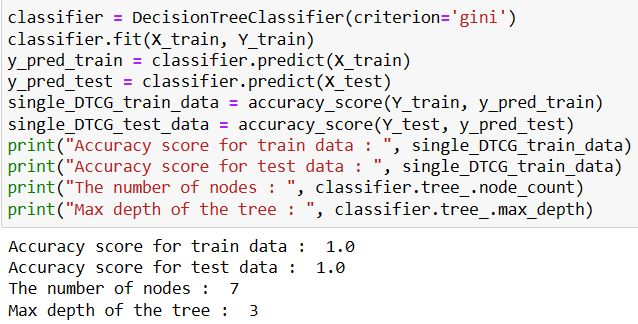 classifier = DecisionTreeClassifier(criterion='gini')
classifier.fit(X_train, Y_train)
y_pred_train = classifier.predict(X_train)
y_pred_test = classifier.predict(X_test)
single_DTCG_train_data = accuracy_score(Y_train, y_pred_train)
single_DTCG_test_data = accuracy_score(Y_test, y_pred_test)
print("Accuracy score for train data : ", single_DTCG_train_data)
print("Accuracy score for test data : ", single_DTCG_train_data)
print("The number of nodes : ", classifier.tree_.node_count)
print("Max depth of the tree : ", classifier.tree_.max_depth)
Accuracy score for train data :  1.0
Accuracy score for test data :  1.0
The number of nodes :  7
Max depth of the tree :  3